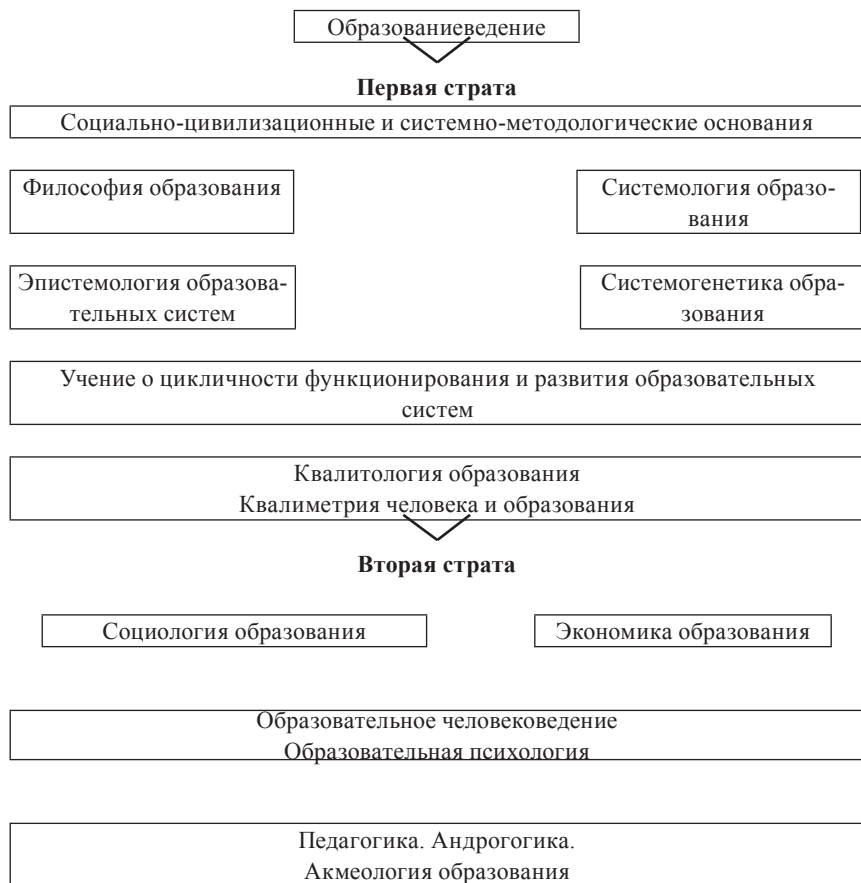 Образованиеведение
Первая страта
Социально-цивилизационные и системно-методологические основания
Философия образования
Системология образо-
вания
Эпистемология образова-
тельных систем
Системогенетика обра-
зования
Учение о цикличности функционирования и развития образовательных
систем
Квалитология образования
Квалиметрия человека и образования
Вторая страта
Социология образования
Экономика образования
Образовательное человековедение
Образовательная психология
Педагогика. Андрогогика.
Акмеология образования